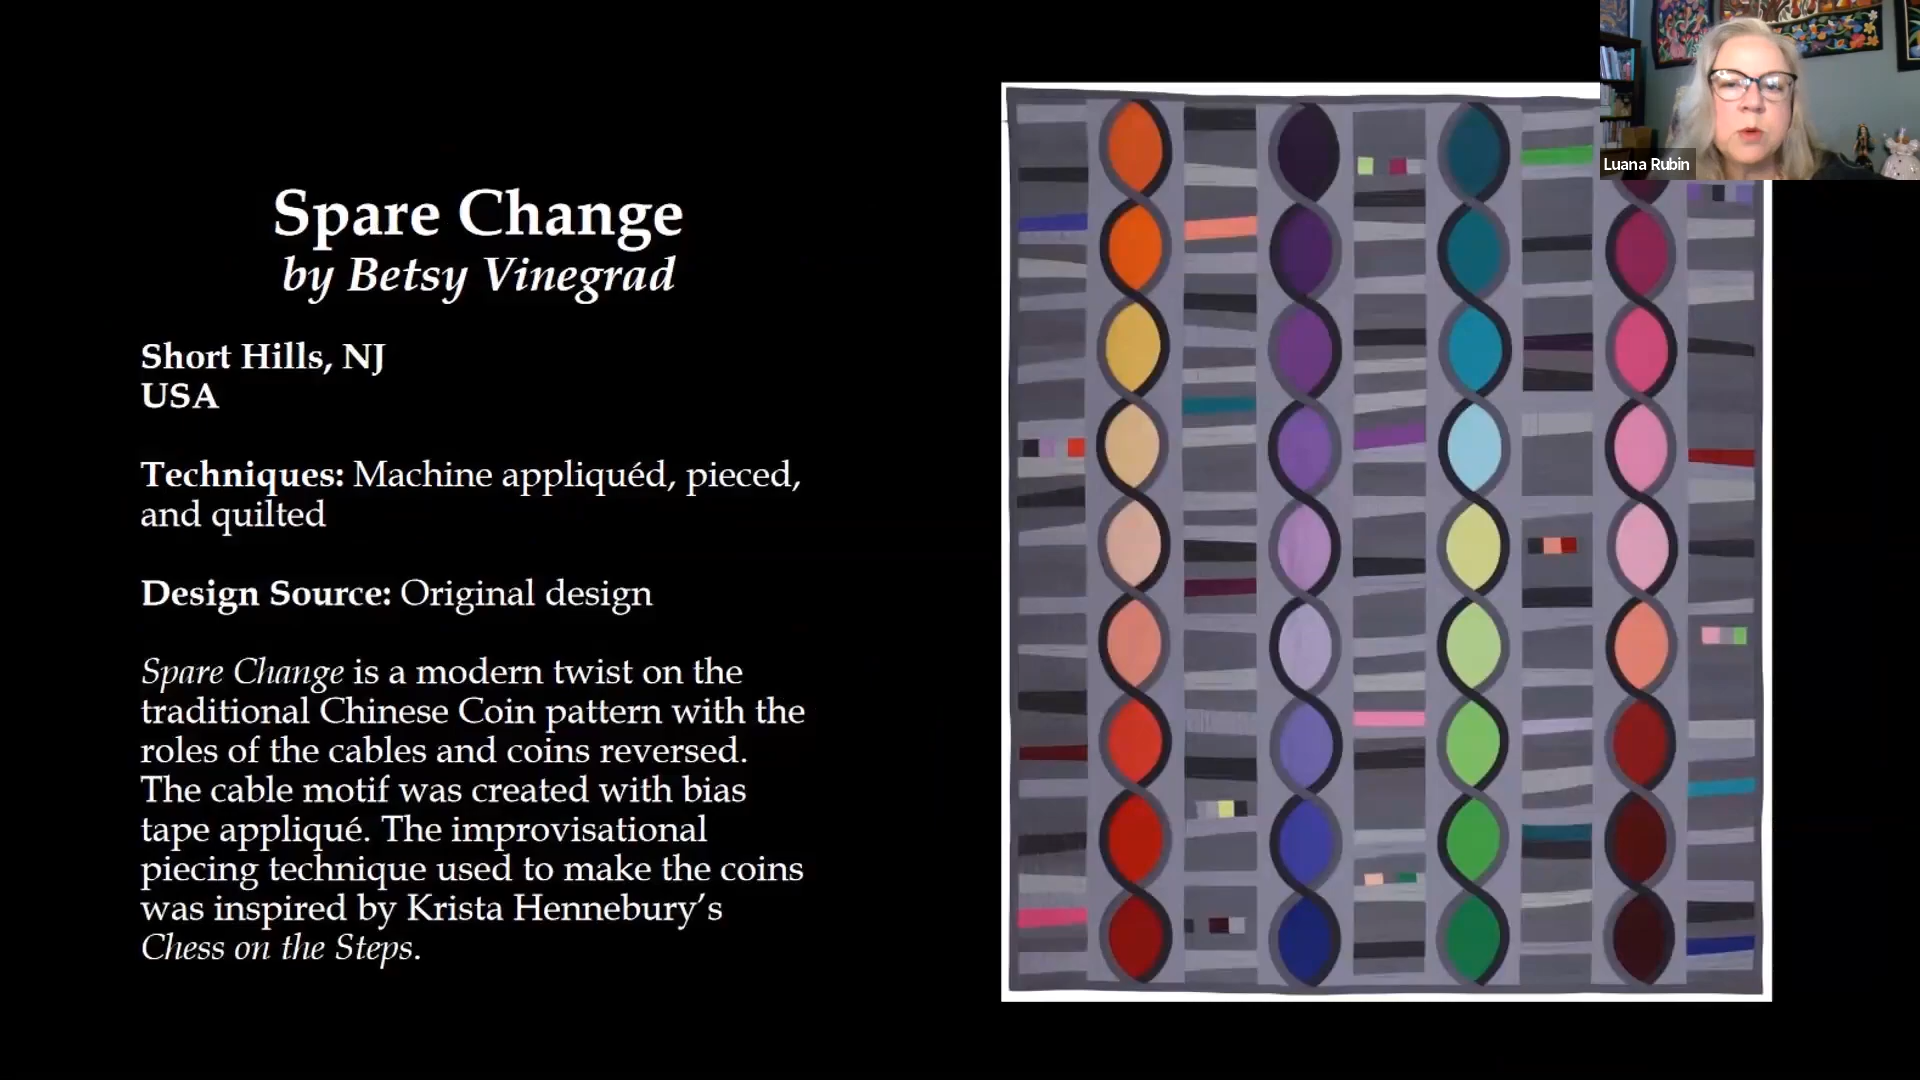 Luana Rubin
Spare Change
by Betsy Vinegrad
Short Hills, NJ
USA
Techniques: Machine appliquéd, pieced,
and quilted
Design Source: Original design
Spare Change is a modern twist on the
traditional Chinese Coin pattern with the
roles of the cables and coins reversed.
The cable motif was created with bias
tape appliqué. The improvisational
piecing technique used to make the coins
was inspired by Krista Hennebury’s
Chess on the Steps.